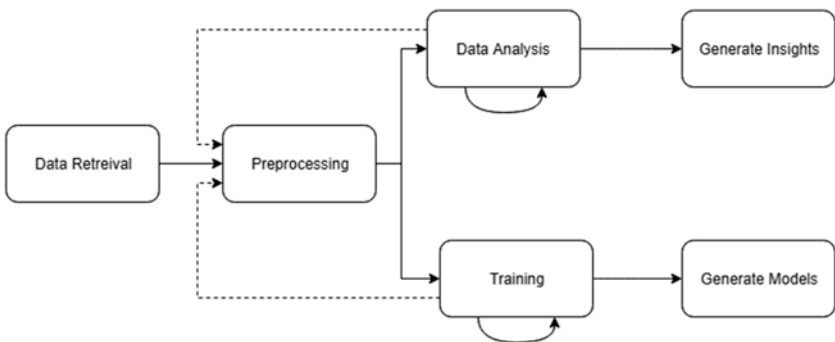 Data Analysis
Generate Insights
Data Retreival
Preprocessing
Training
Generate Models